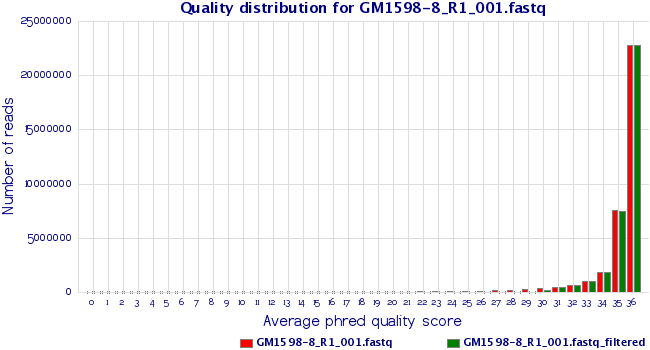 Quality distribution for GM1598-8_R1_001.fastq
25000000
20000000
15000000
10000000
5000000
0
Number of reads
0 1 2 3 4 5 6 7 8 9 10 11 12 13 14 15 16 17 18 19 20 21 22 23 24 25 26 27 28 29 30 31 32 33 34 35 36
Average phred quality score
GM1598-8_R1_001.fastq GM1598-8_R1_001.fastq_filtered